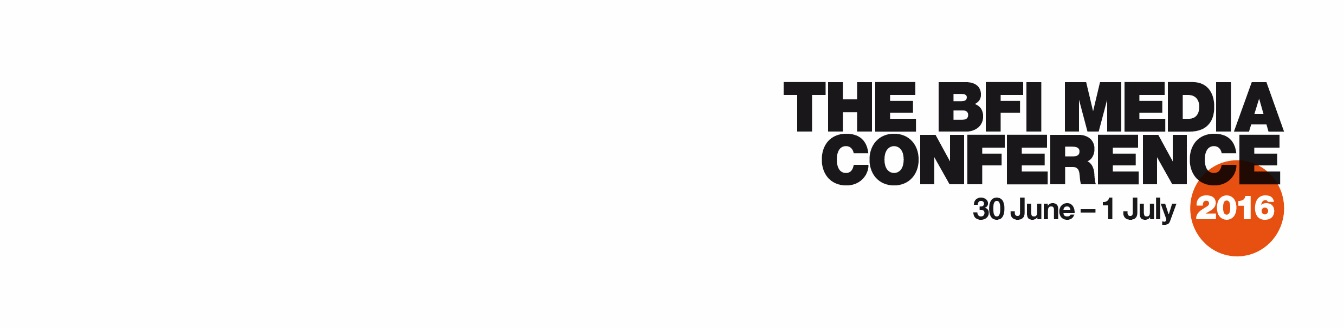 THE BFI MEDIA
CONFERENCE
30 June – 1 July 2016